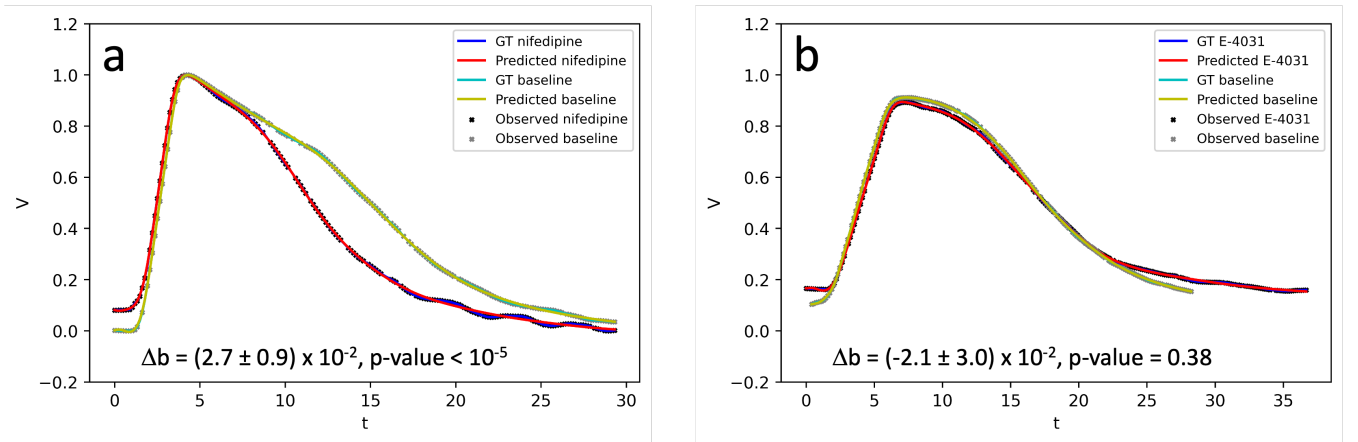 a
1.2
1.0
0.8
0.6
0.4
0.2
0.0
−0.2
V
GT nifedipine
Predicted nifedipine
GT baseline
Predicted baseline
Observed nifedipine
Observed baseline
Δb = (2.7 ± 0.9) x 10-2, p-value < 10-5
0 5 10 15 20 25 30
t
b
1.2
1.0
0.8
0.6
0.4
0.2
0.0
−0.2
V
GT E-4031
Predicted E-4031
GT baseline
Predicted baseline
Observed E-4031
Observed baseline
Δb = (-2.1 ± 3.0) x 10-2, p-value = 0.38
0 5 10 15 20 25 30 35
t